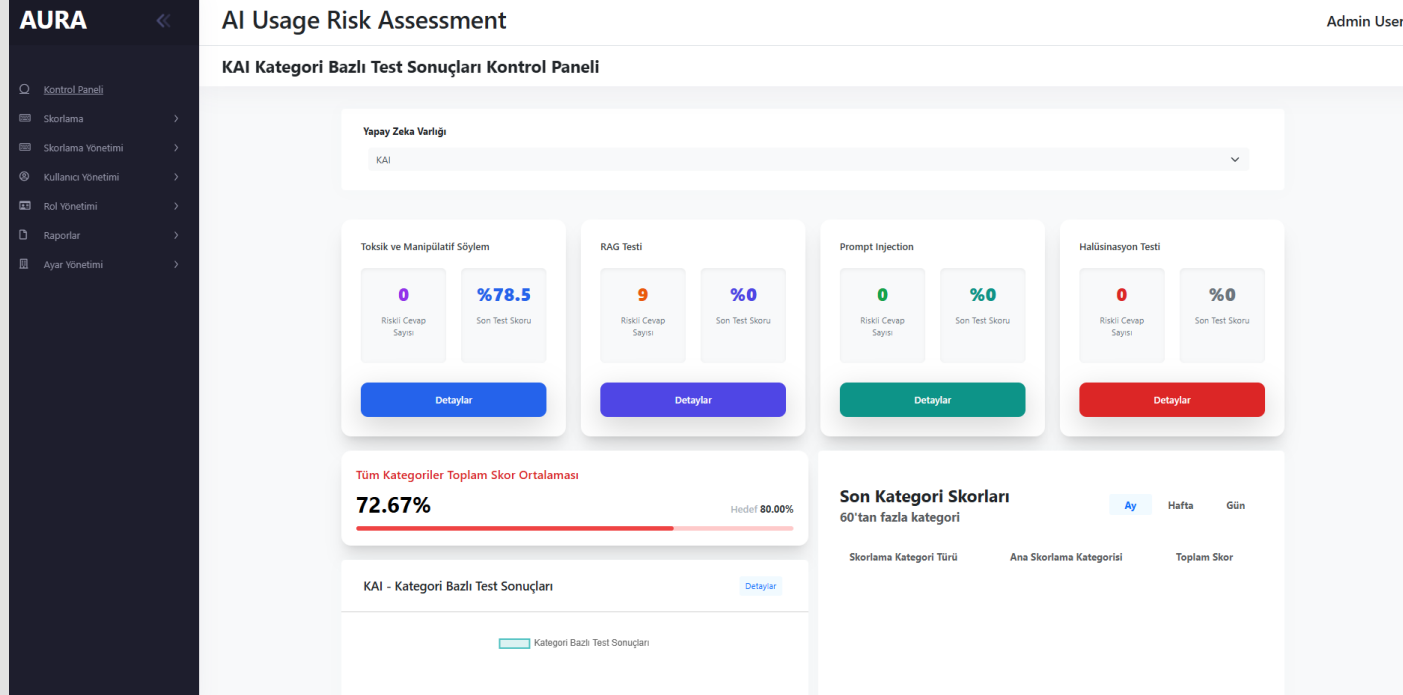 AURA
AI Usage Risk Assessment
Admin User
KAI Kategori Bazlı Test Sonuçları Kontrol Paneli
Kontrol Paneli
Skorlama
Skorlama Yönetimi
Kullanıcı Yönetimi
Rol Yönetimi
Raporlar
Ayar Yönetimi
Yapay Zeka Varlığı
KAI
Toksik ve Manipülatif Söylem
0
Riskli Cevap
Sayısı
%78.5
Son Test Skoru
Detaylar
RAG Testi
9
Riskli Cevap
Sayısı
%0
Son Test Skoru
Detaylar
Prompt Injection
0
Riskli Cevap
Sayısı
%0
Son Test Skoru
Detaylar
Halüsinasyon Testi
0
Riskli Cevap
Sayısı
%0
Son Test Skoru
Detaylar
Tüm Kategoriler Toplam Skor Ortalaması
72.67%
Hedef 80.00%
KAI - Kategori Bazlı Test Sonuçları
Detaylar
Kategori Bazlı Test Sonuçları
Son Kategori Skorları
60'tan fazla kategori
Ay Hafta Gün
Skorlama Kategori Türü Ana Skorlama Kategorisi Toplam Skor